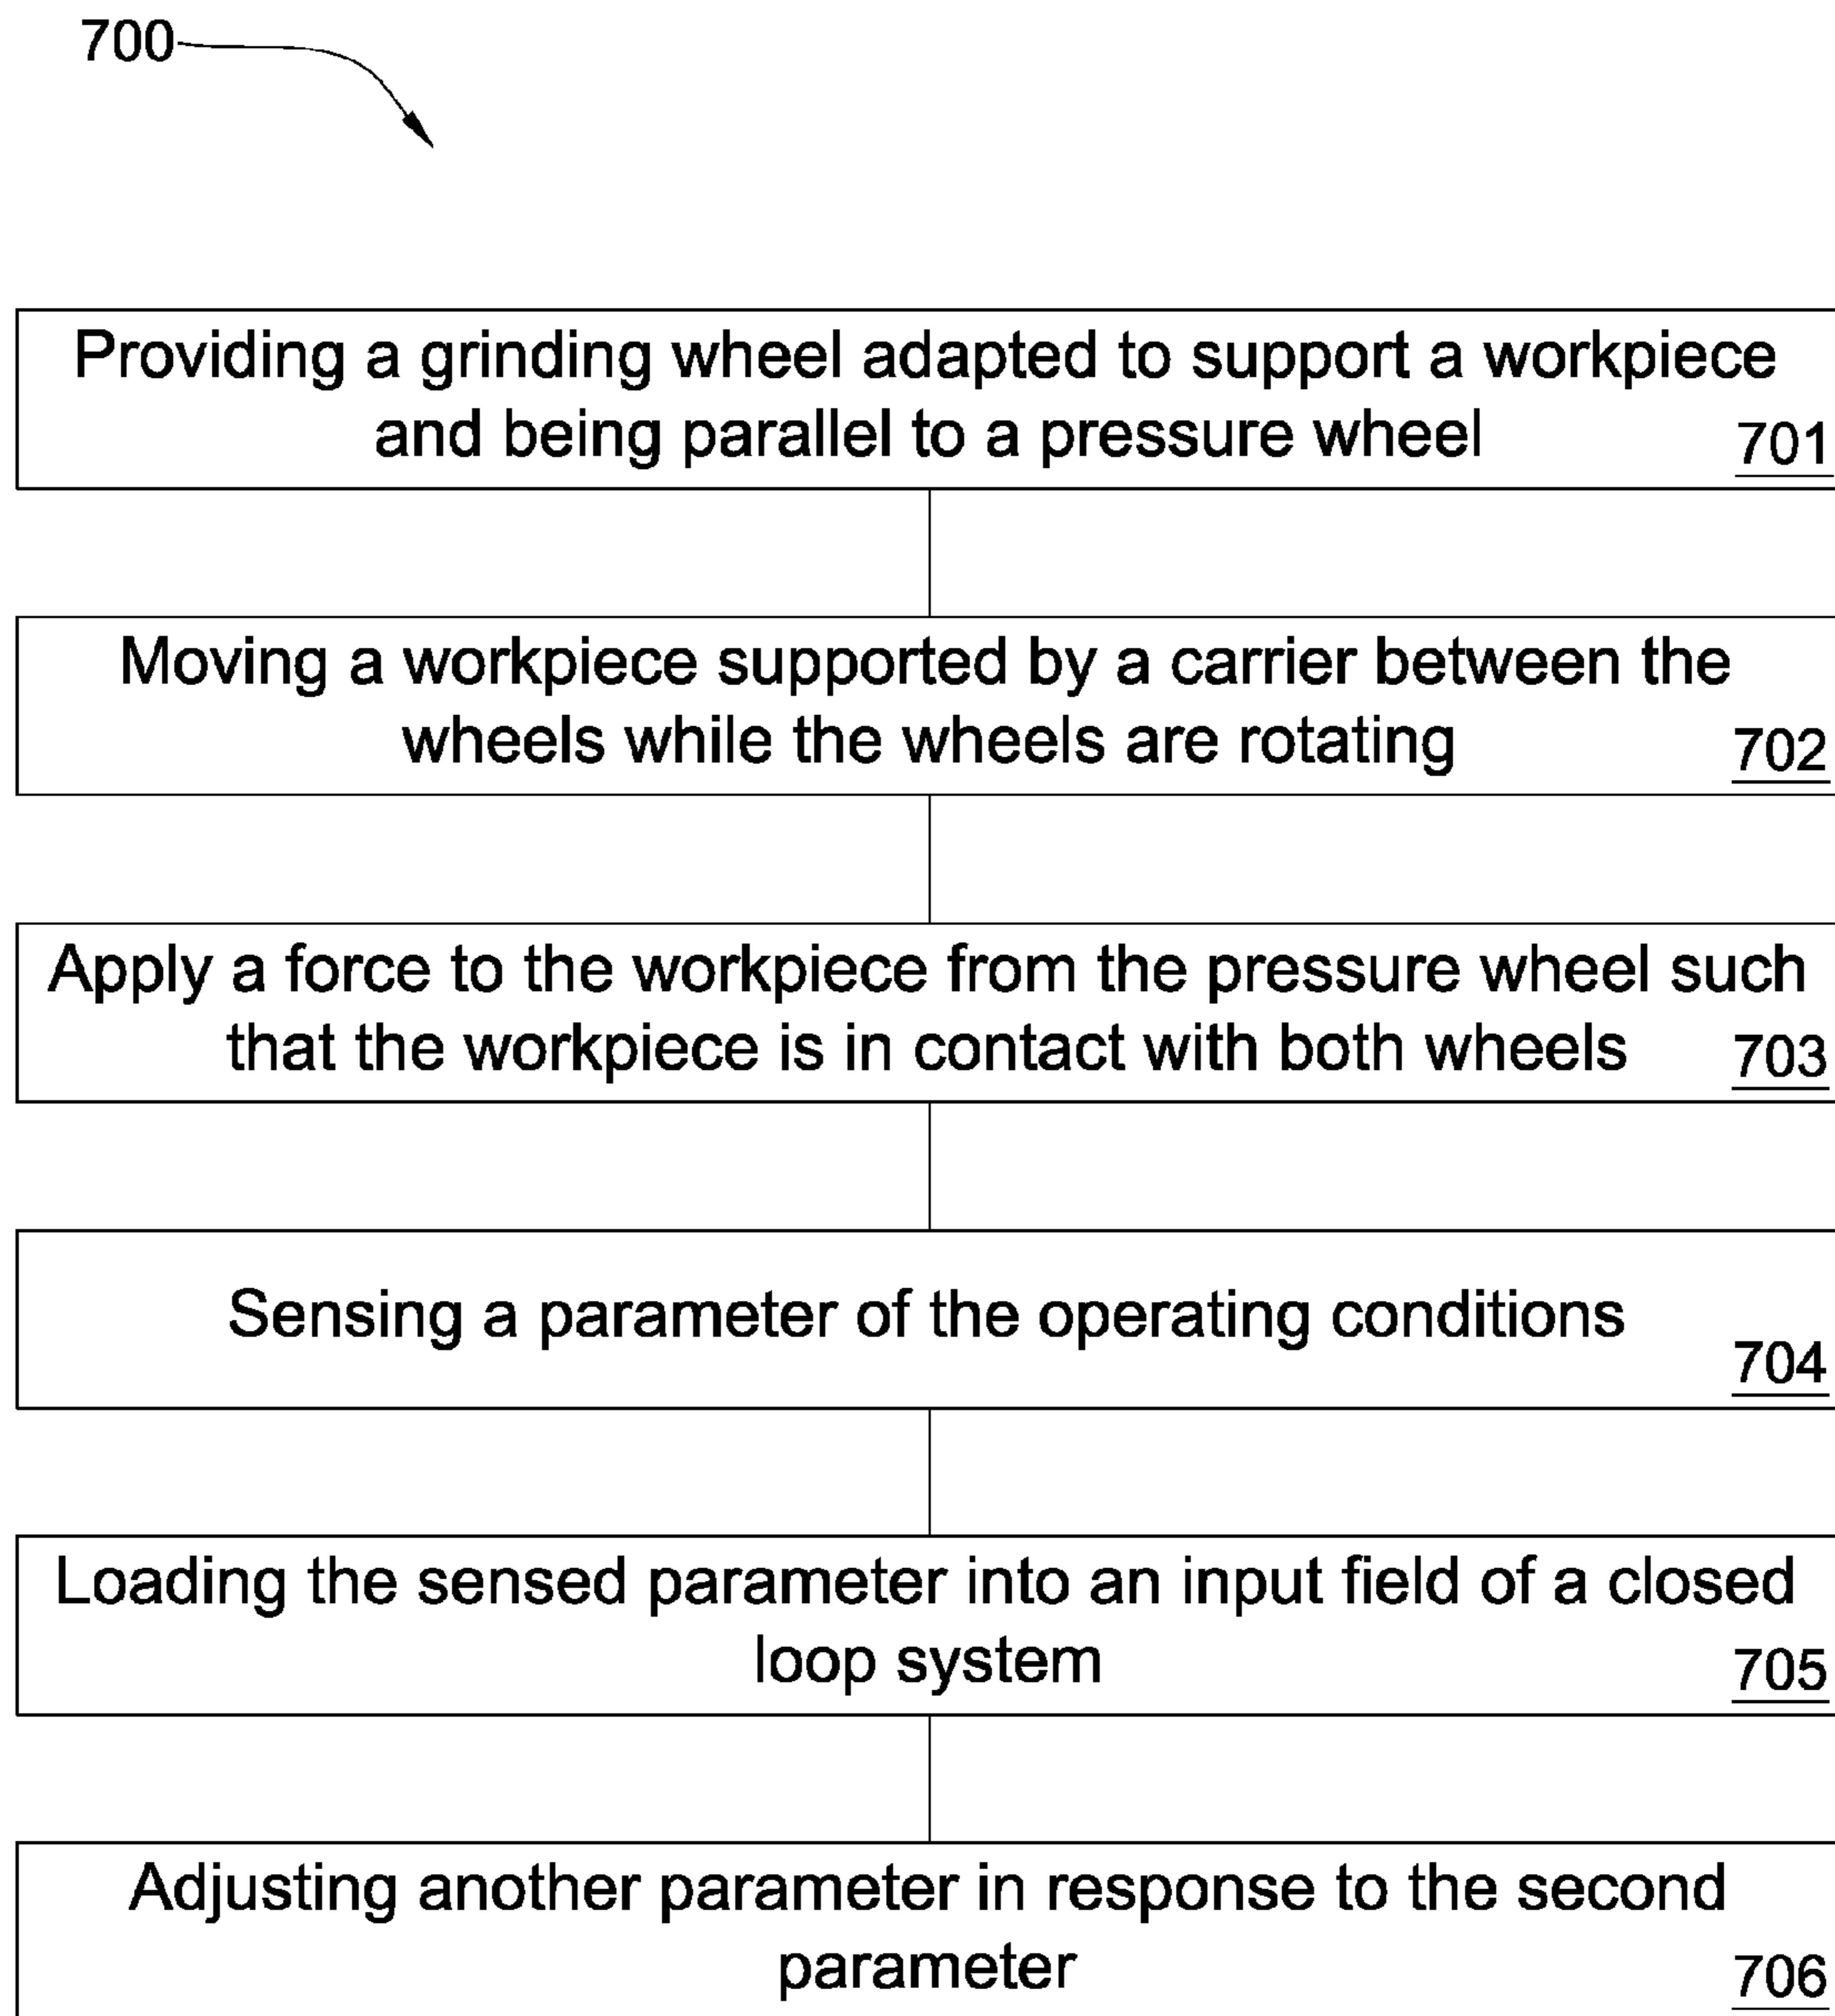 700
Providing a grinding wheel adapted to support a workpiece
and being parallel to a pressure wheel
701
Moving a workpiece supported by a carrier between the
wheels while the wheels are rotating
702
Apply a force to the workpiece from the pressure wheel such
that the workpiece is in contact with both wheels
703
Sensing a parameter of the operating conditions
704
Loading the sensed parameter into an input field of a closed
loop system
705
Adjusting another parameter in response to the second
parameter
706